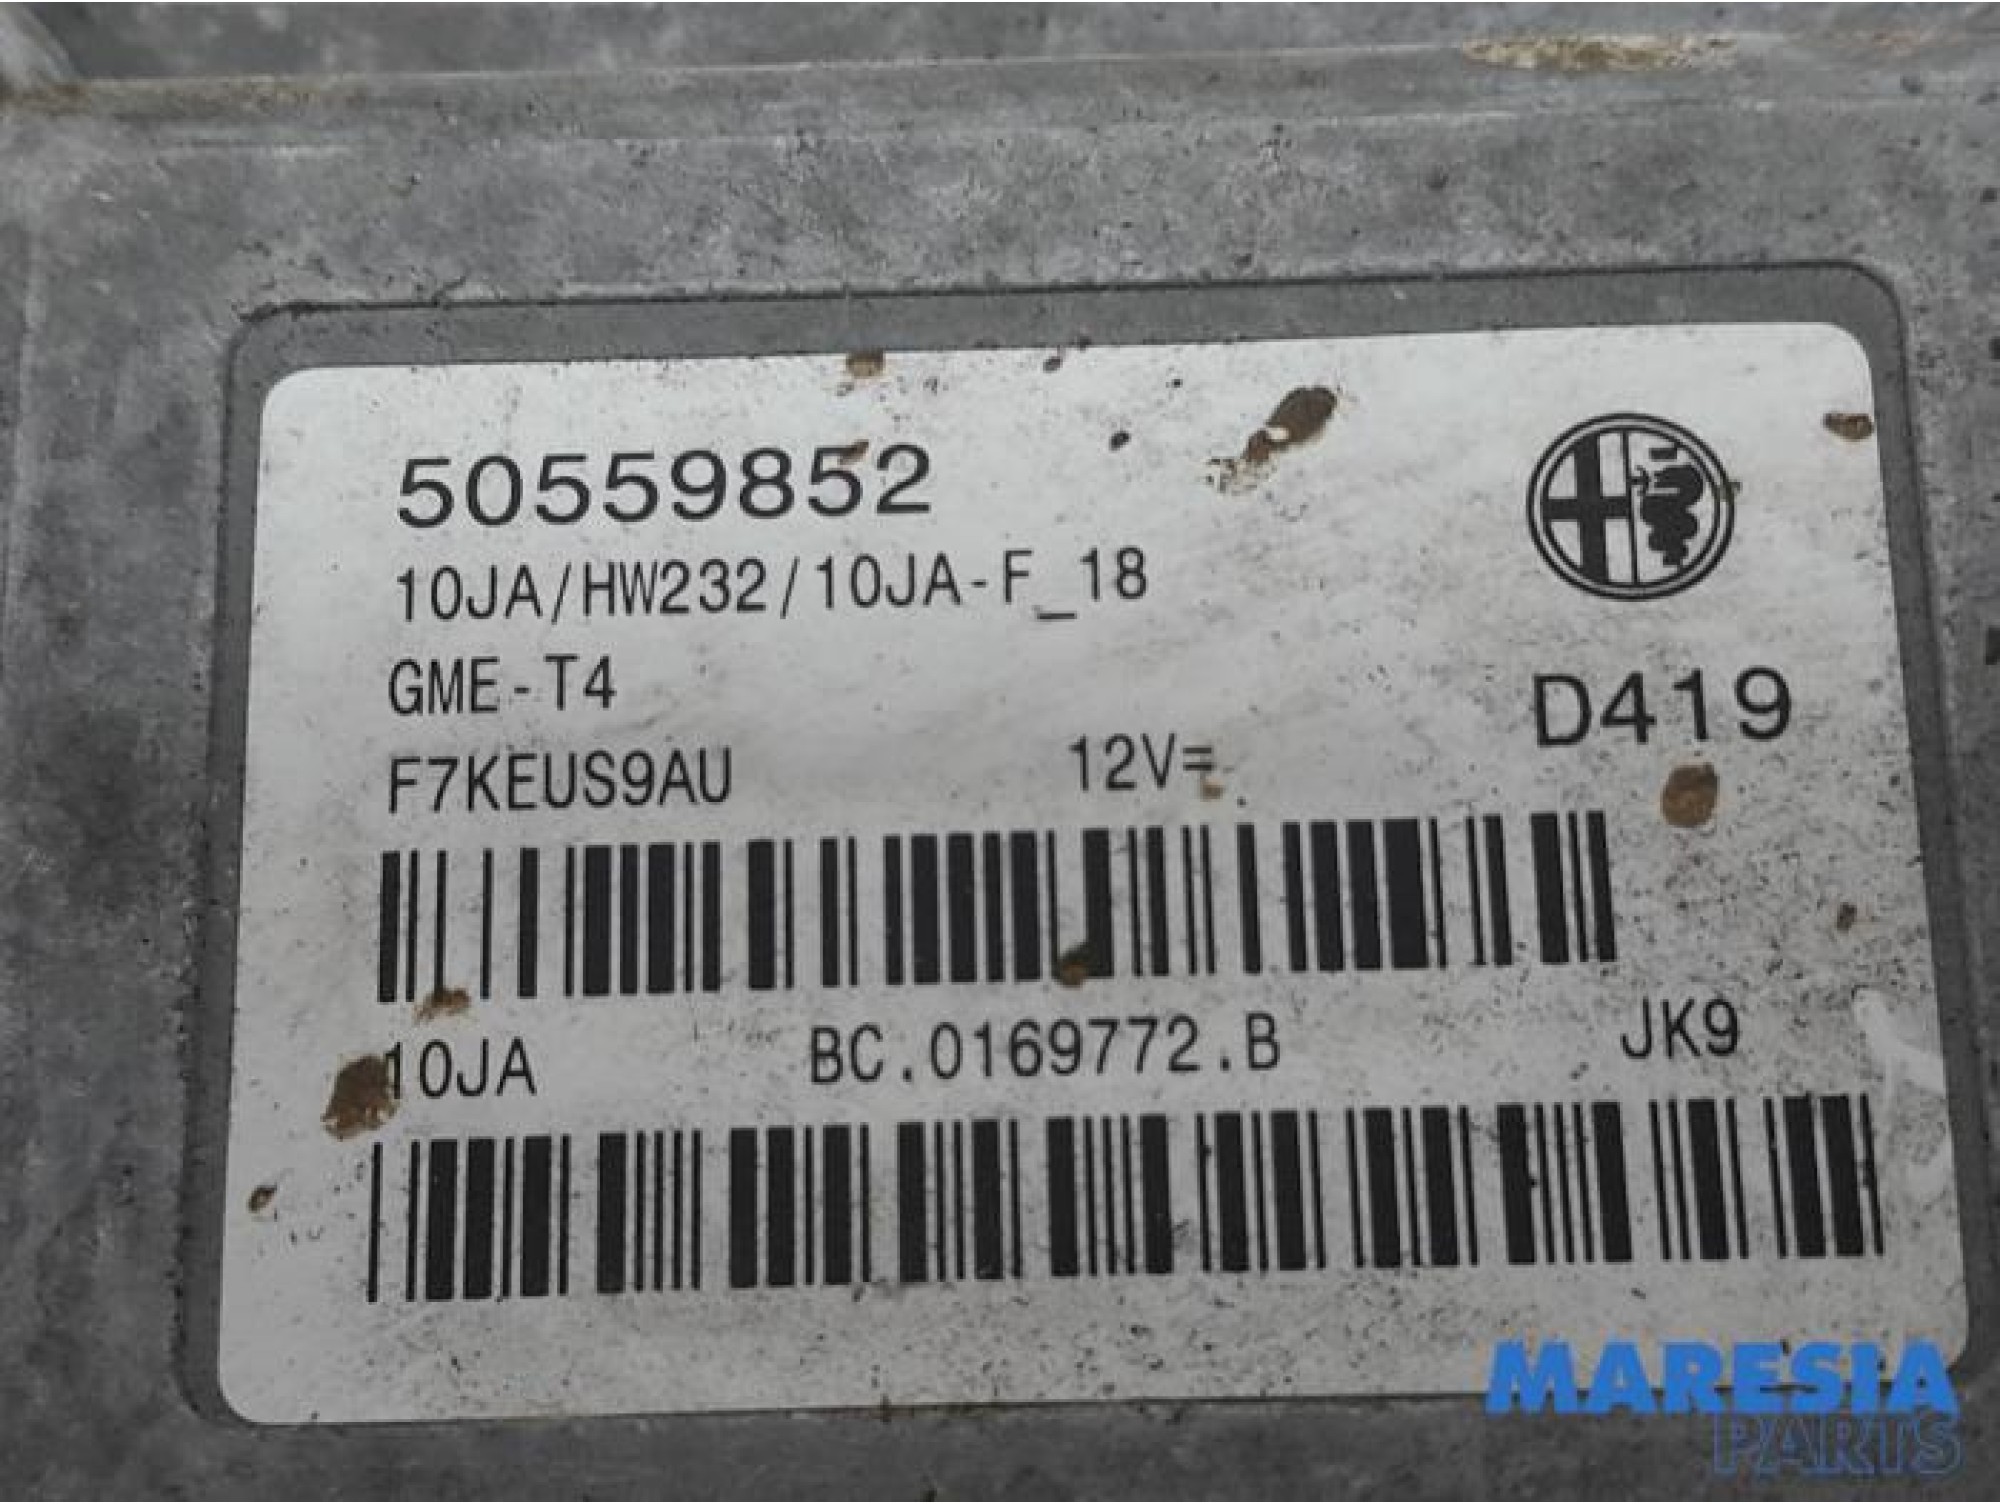 50559852
10JA/HW232/10JA-F_18
GME-T4
D419
F7KEUS9AU 12V=
10JA BC.0169772.B JK9
MARESIA
PARTS